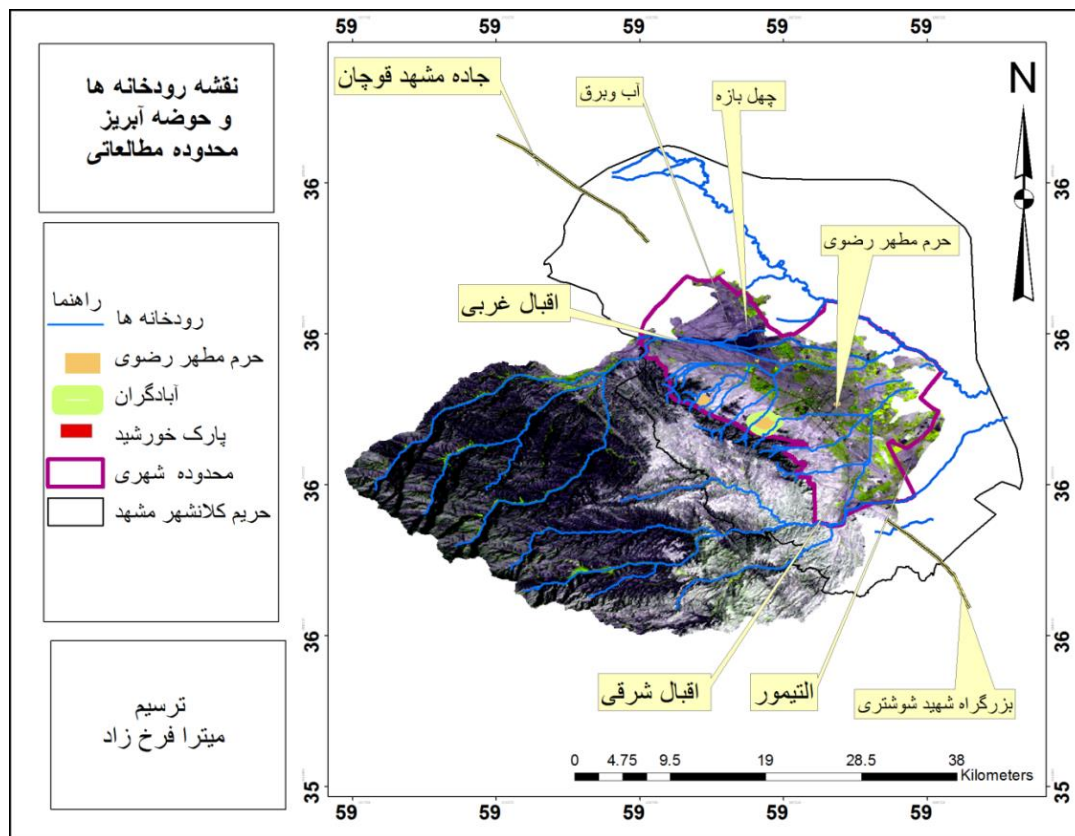 نقشه رودخانه ها
و حوضه آبریز
محدوده مطالعاتی
راهنما
رودخانه ها
حرم مطهر رضوی
آبادگران
پارک خورشید
محدوده شهری
حریم کلانشهر مشهد
ترسیم
میترا فرخ زاد
59 59 59 59 59
جاده مشهد قوچان
آب وبرق
چهل بازه
N
36 36
حرم مطهر رضوی
اقبال غربی
36 36
36 36
36 36
اقبال شرقی
التیمور
بزرگراه شهید شوشتری
0 4.75 9.5 19 28.5 38
Kilometers
35 35
59 59 59 59 59